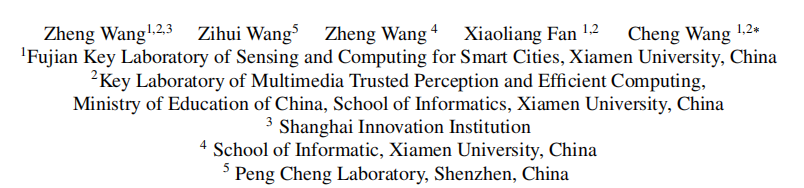 Zheng Wang1,2,3 Zihui Wang5 Zheng Wang 4 Xiaoliang Fan 1,2 Cheng Wang 1,2*
1Fujian Key Laboratory of Sensing and Computing for Smart Cities, Xiamen University, China
2Key Laboratory of Multimedia Trusted Perception and Efficient Computing,
Ministry of Education of China, School of Informatics, Xiamen University, China
3 Shanghai Innovation Institution
4 School of Informatic, Xiamen University, China
5 Peng Cheng Laboratory, Shenzhen, China